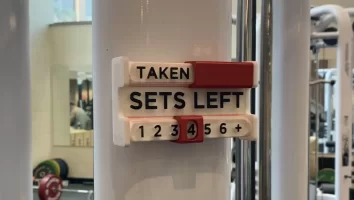 TAKEN
SETS LEFT
1 2 3 4 5 6 +